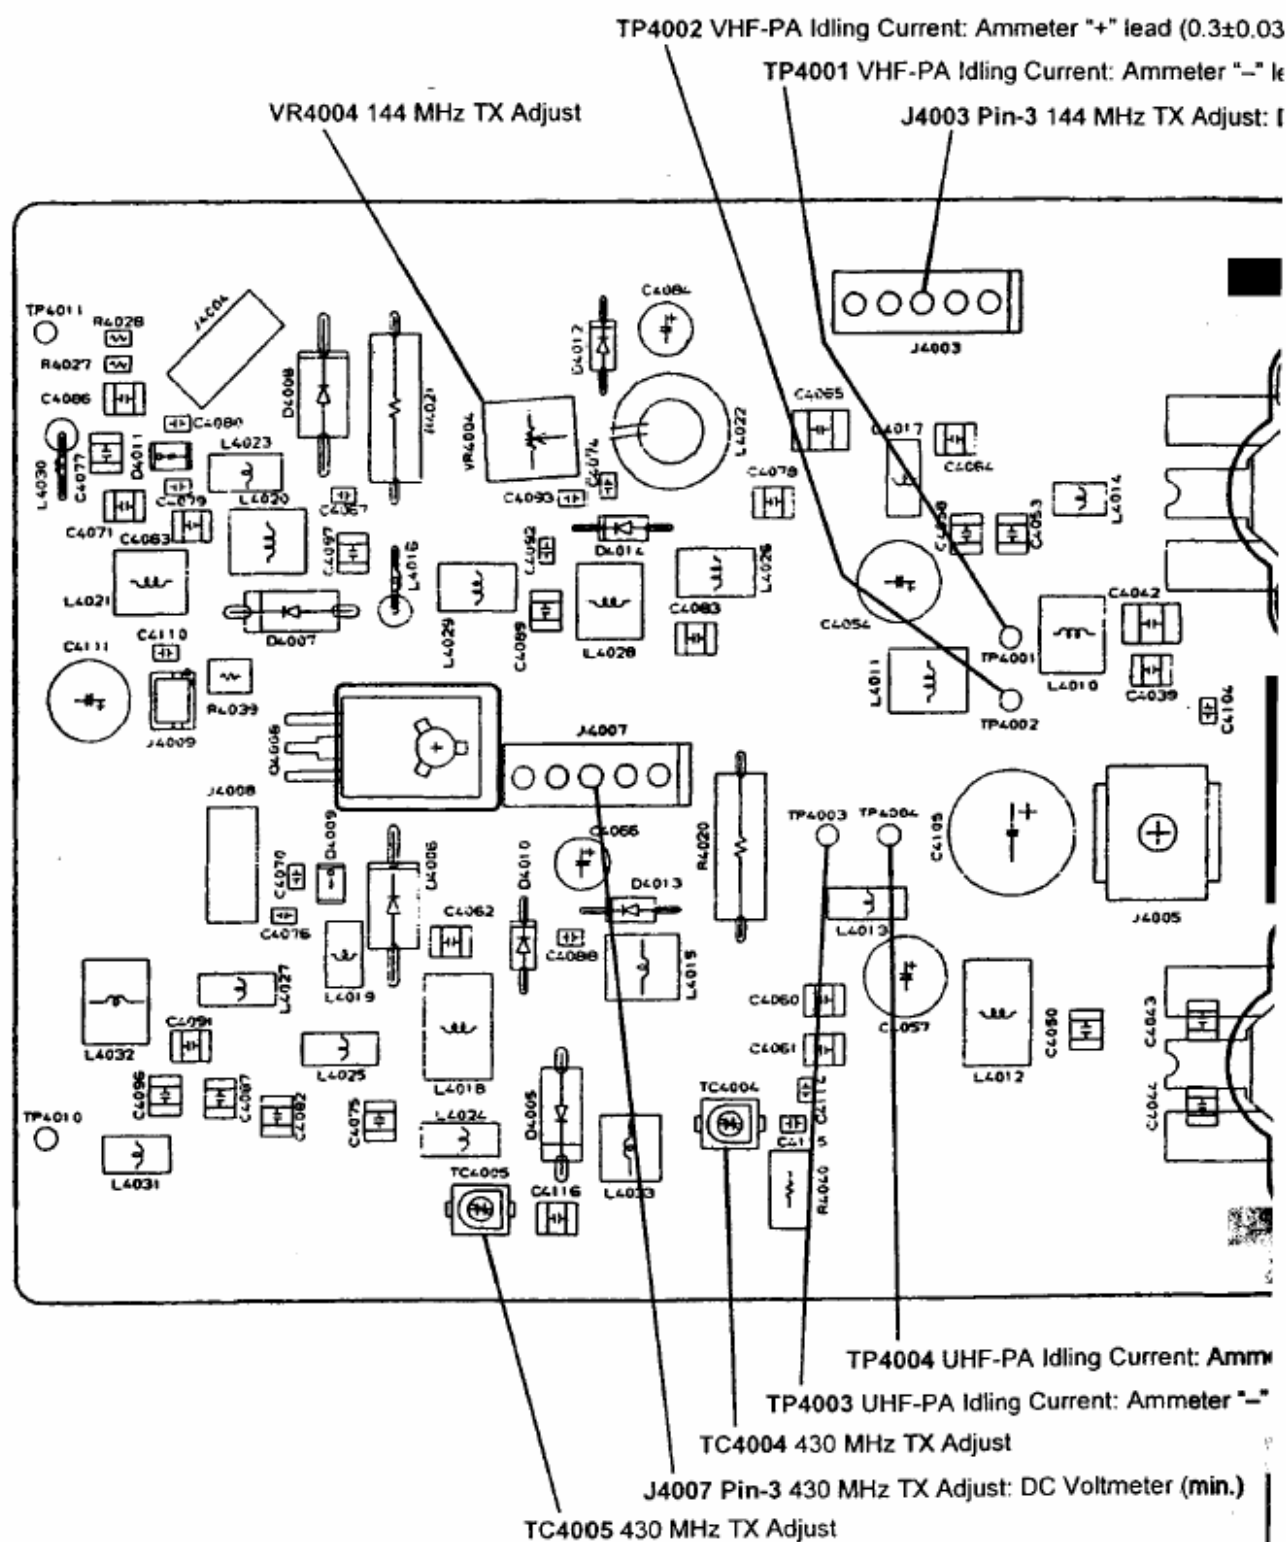 TP4002 VHF-PA Idling Current: Ammeter "+" lead (0.3±0.03
TP4001 VHF-PA Idling Current: Ammeter "–" le
VR4004 144 MHz TX Adjust
J4003 Pin-3 144 MHz TX Adjust:
TP4011
R4028
R4027
C4086
J4004
D4008
R4021
D4012
C4084
J4003
C4080
L4023
VR4004
L4022
C4065
C4064
L4030
C4077
D4011
C4079
L4020
C4067
C4093
C4074
C4078
C4058
C4053
L4014
C4071
C4063
C4097
L4016
C4092
D4014
L4026
L4021
D4007
L4029
C4089
L4028
C4083
C4054
C4042
C4111
C4110
TP4001
L4010
C4039
L4011
TP4002
C4104
J4009
R4039
J4007
J4008
D4009
D4006
D4010
C4066
R4020
TP4003
TP4004
C4105
J4005
C4070
C4076
C4062
D4013
L4013
L4019
C4088
L4015
L4027
C4060
C4057
C4043
C4091
L4032
L4025
L4018
C4061
L4012
C4050
C4096
C4087
C4082
C4075
L4024
D4005
TC4004
C4114
C4044
TP4010
L4031
TC4005
C4116
L4033
R4040
TP4004 UHF-PA Idling Current:
TP4003 UHF-PA Idling Current: Ammeter "–"
TC4004 430 MHz TX Adjust
J4007 Pin-3 430 MHz TX Adjust: DC Voltmeter (min.)
TC4005 430 MHz TX Adjust